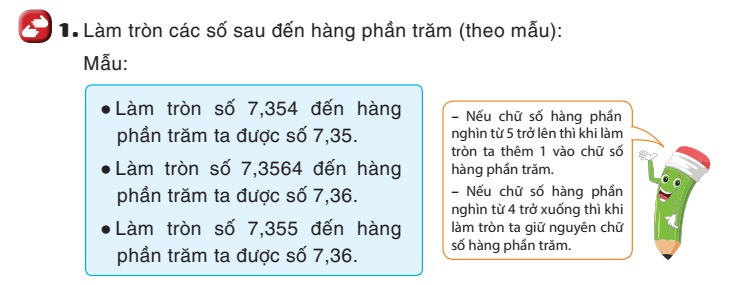 1. Làm tròn các số sau đến hàng phần trăm (theo mẫu):
Mẫu:
● Làm tròn số 7,354 đến hàng
phần trăm ta được số 7,35.
● Làm tròn số 7,3564 đến hàng
phần trăm ta được số 7,36.
● Làm tròn số 7,355 đến hàng
phần trăm ta được số 7,36.
– Nếu chữ số hàng phần
nghìn từ 5 trở lên thì khi làm
tròn ta thêm 1 vào chữ số
hàng phần trăm.
– Nếu chữ số hàng phần
nghìn từ 4 trở xuống thì khi
làm tròn ta giữ nguyên chữ
số hàng phần trăm.